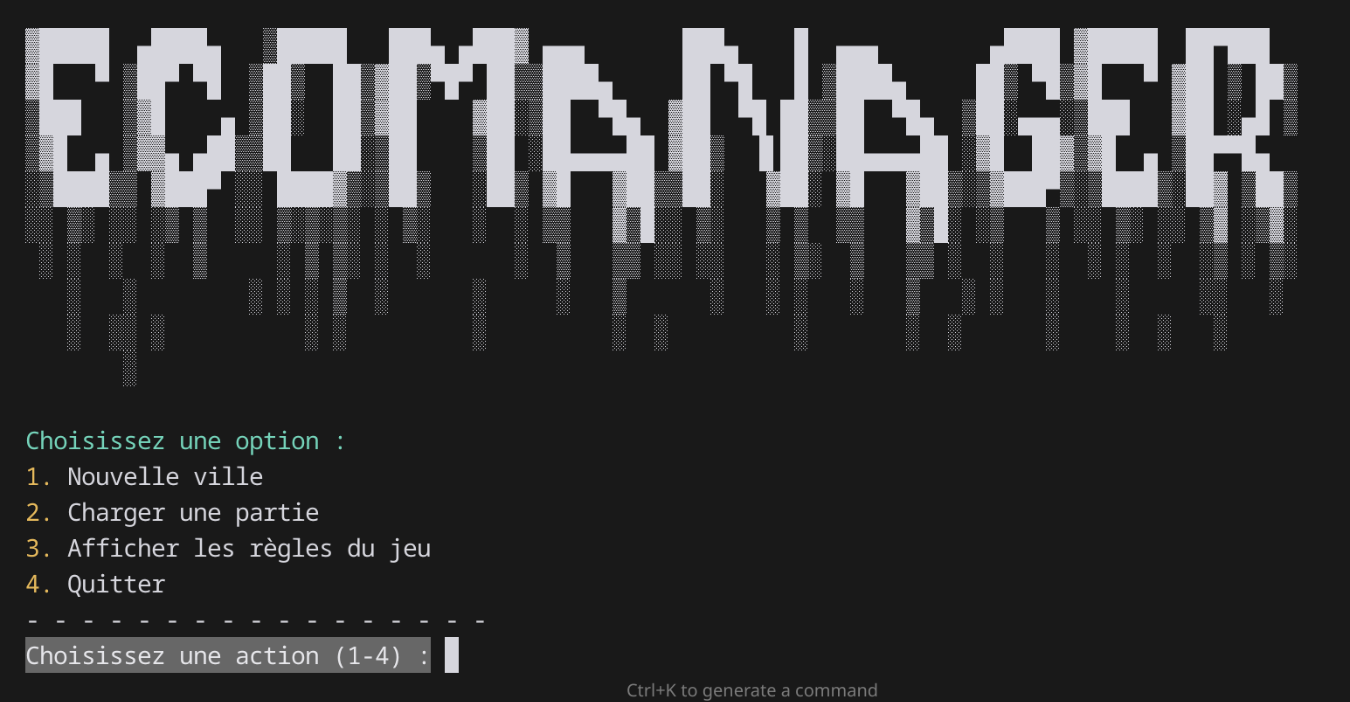 ECOMANAGER
Choisissez une option :
1. Nouvelle ville
2. Charger une partie
3. Afficher les règles du jeu
4. Quitter
- - - - - - - - - - - - - - - - -
Choisissez une action (1-4) :
Ctrl+K to generate a command